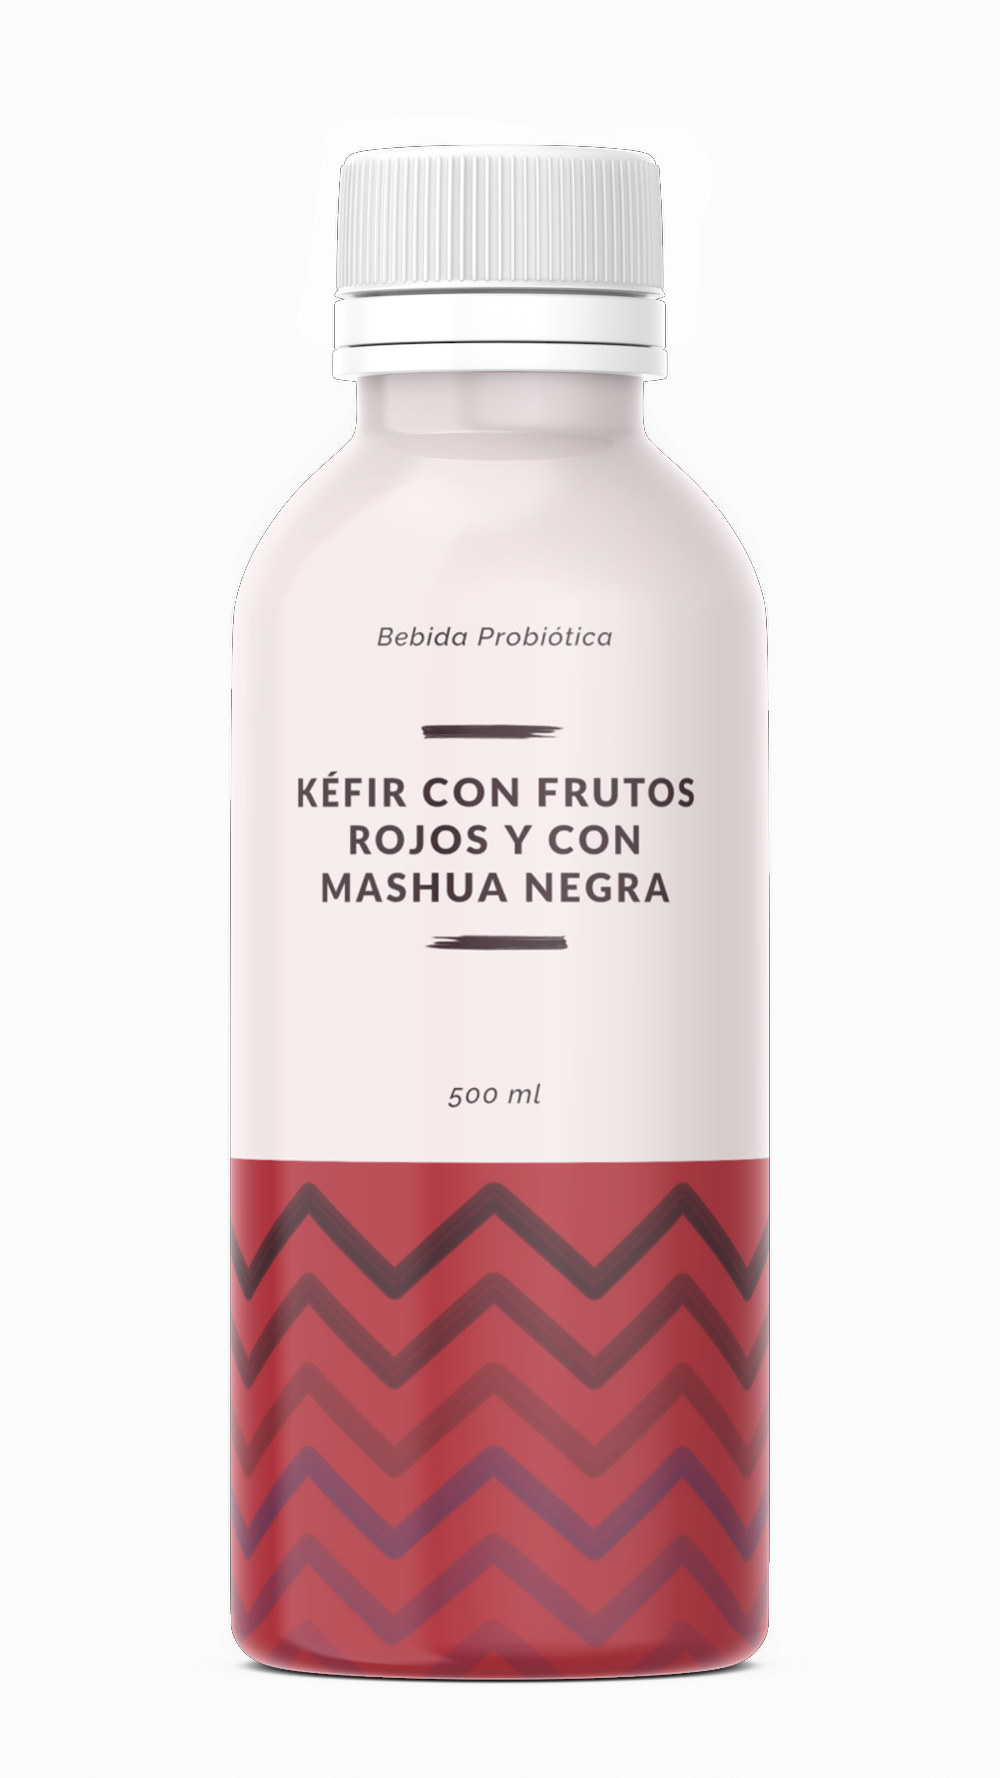 Bebida Probiótica
KÉFIR CON FRUTOS
ROJOS Y CON
MASHUA NEGRA
500 ml